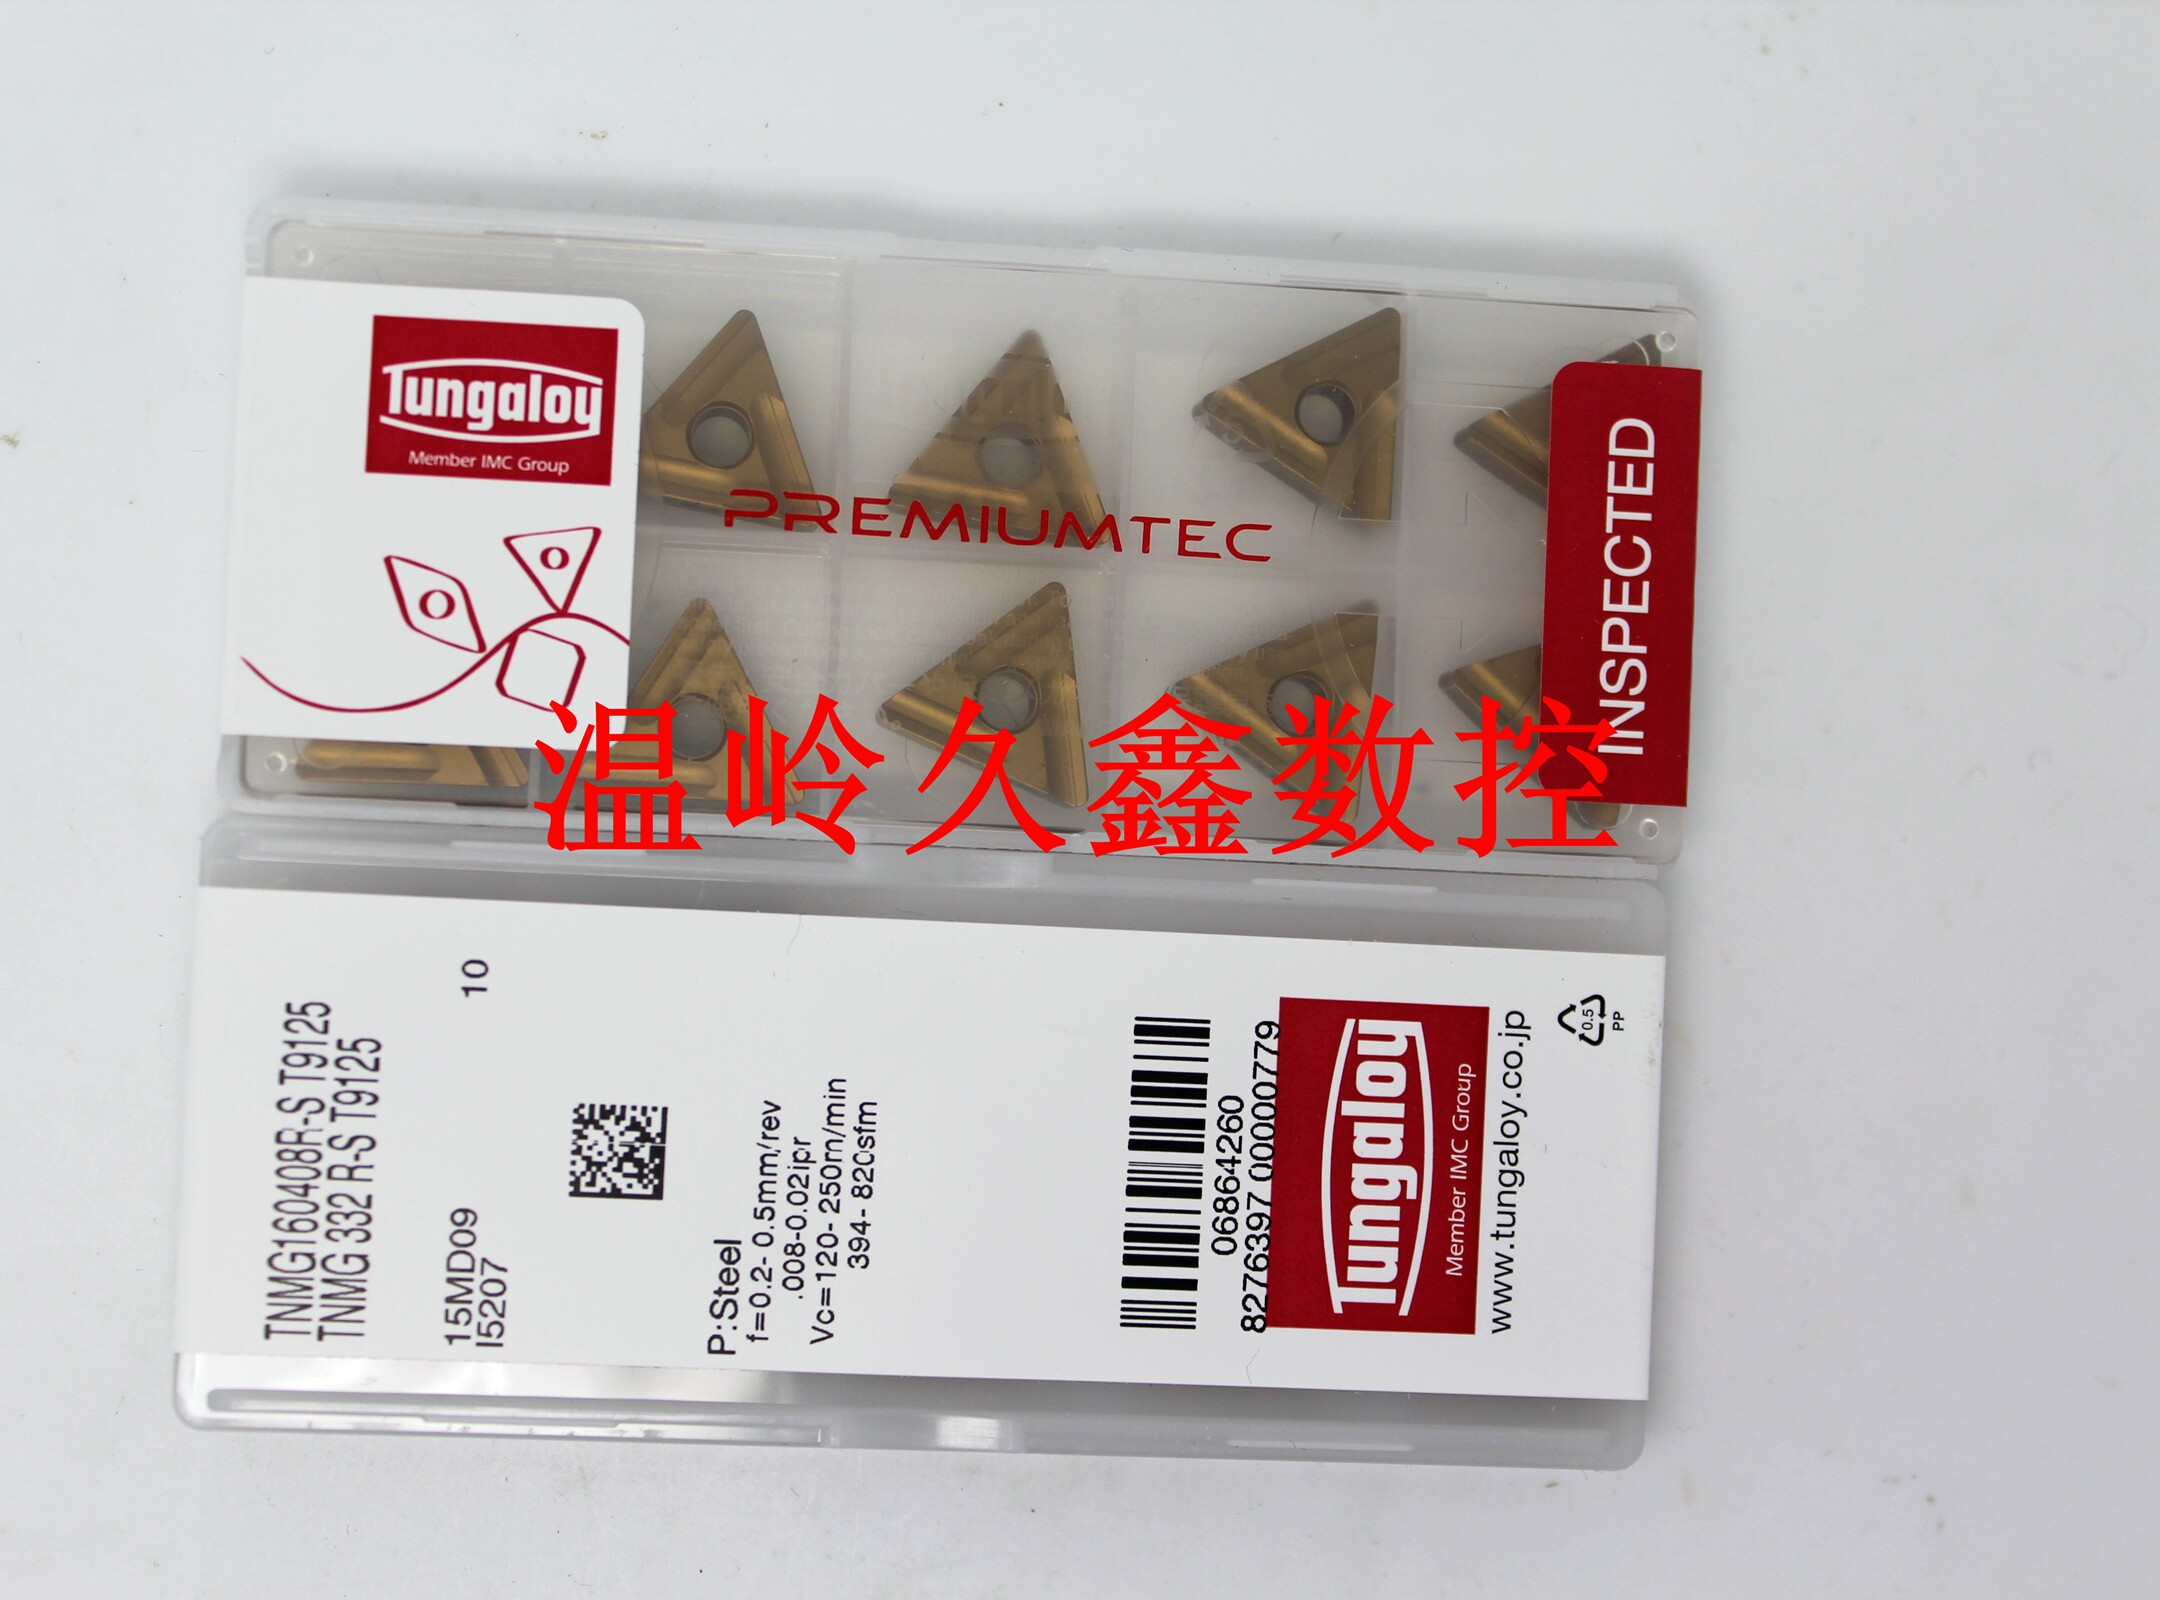 Tungaloy
Member IMC Group
PREMIUMTEC
INSPECTED
温岭久鑫数控
TNMG160408R-S T9125
TNMG 332 R-S T9125
10
15MD09
I5207
P:Steel
f=0.2- 0.5mm/rev
.008-0.02ipr
Vc=120- 250m/min
394- 820sfm
06864260
8276397 00000779
Tungaloy
Member IMC Group
www.tungaloy.co.jp
0.5
PP